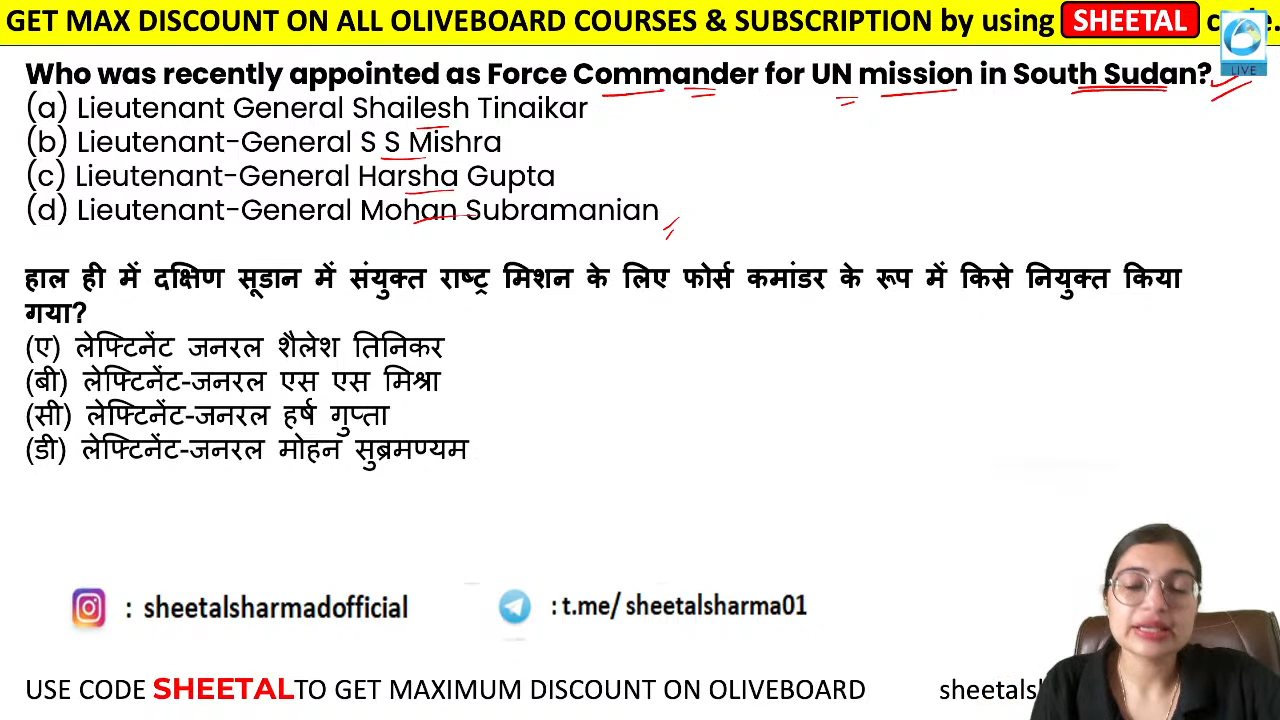 GET MAX DISCOUNT ON ALL OLIVEBOARD COURSES & SUBSCRIPTION by using SHEETAL code.
LIVE
Who was recently appointed as Force Commander for UN mission in South Sudan?
(a) Lieutenant General Shailesh Tinaikar
(b) Lieutenant-General S S Mishra
(c) Lieutenant-General Harsha Gupta
(d) Lieutenant-General Mohan Subramanian
हाल ही में दक्षिण सूडान में संयुक्त राष्ट्र मिशन के लिए फोर्स कमांडर के रूप में किसे नियुक्त किया
गया?
(ए) लेफ्टिनेंट जनरल शैलेश तिनिकर
(बी) लेफ्टिनेंट-जनरल एस एस मिश्रा
(सी) लेफ्टिनेंट-जनरल हर्ष गुप्ता
(डी) लेफ्टिनेंट-जनरल मोहन सुब्रमण्यम
: sheetalsharmadofficial : t.me/ sheetalsharma01
USE CODE SHEETAL TO GET MAXIMUM DISCOUNT ON OLIVEBOARD